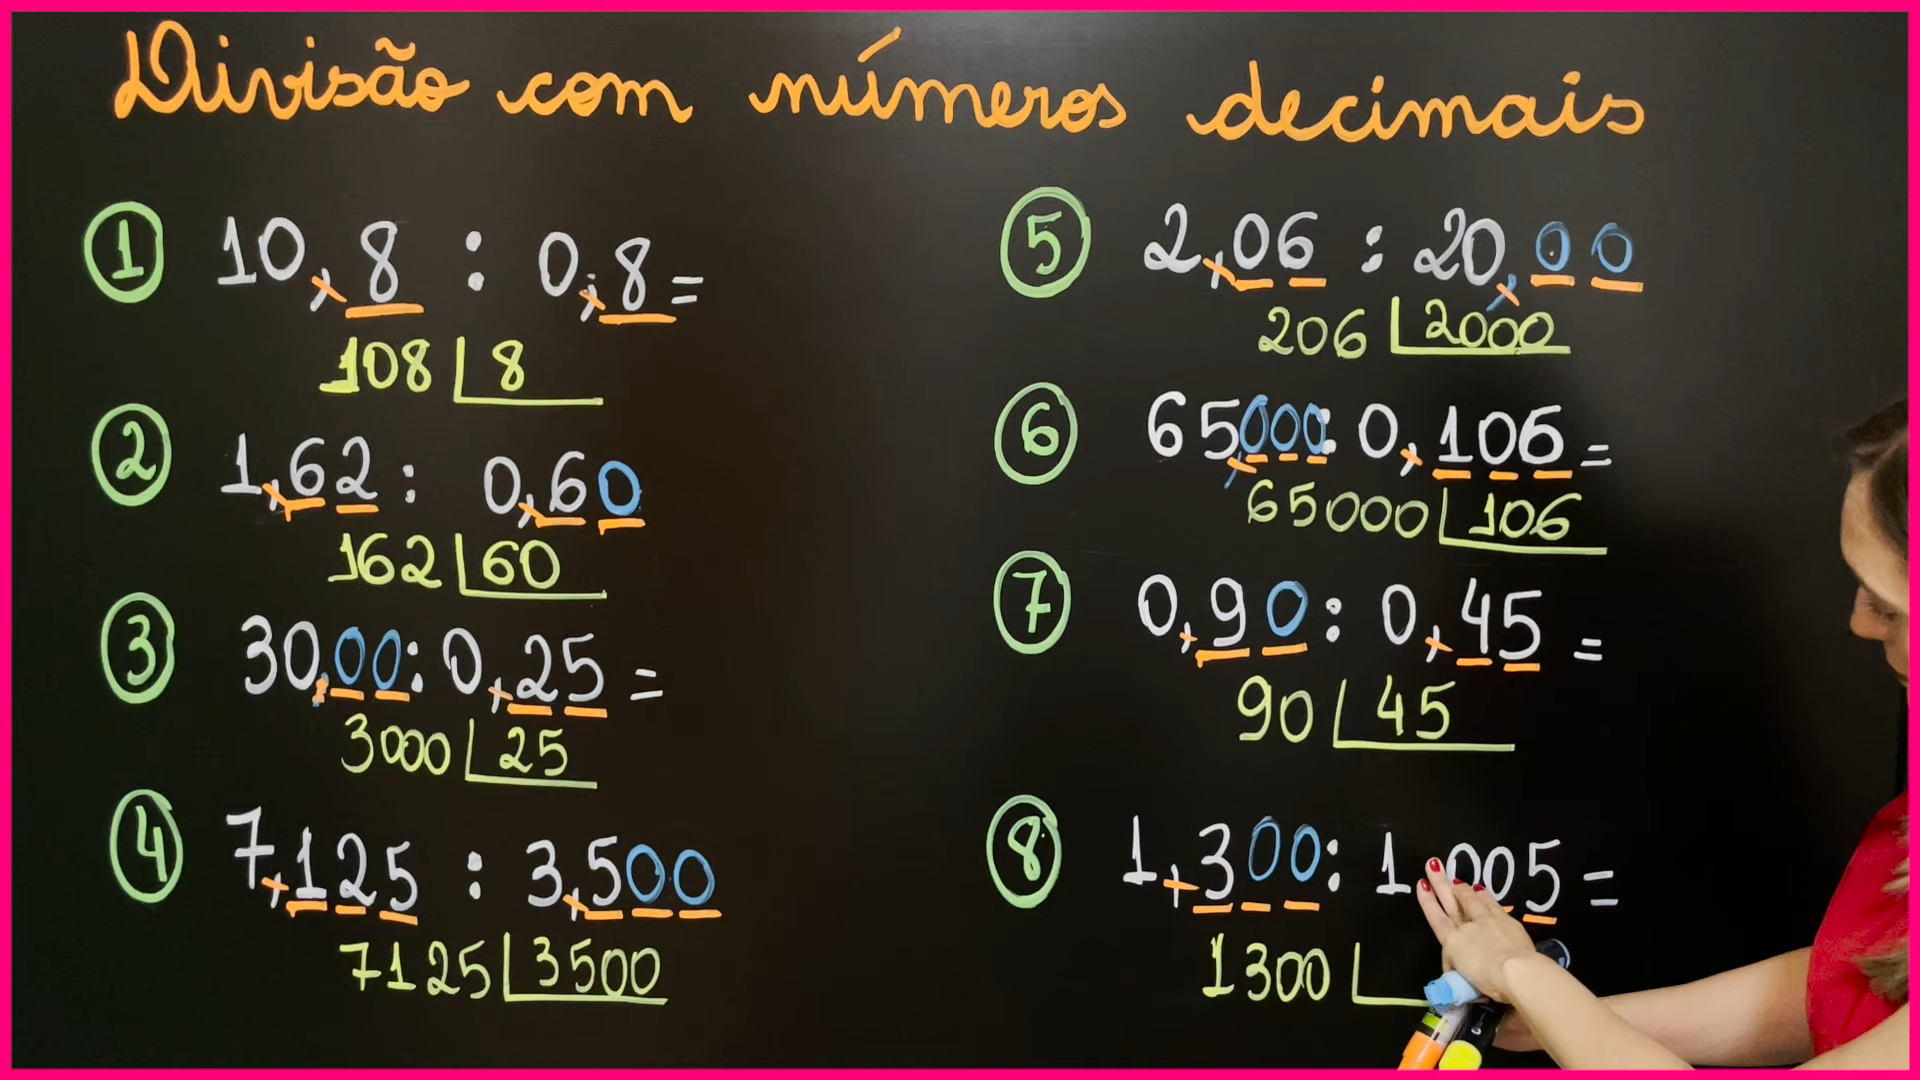 Divisão com números decimais
1 10,8 : 0,8 =
108 8
2 1,62 : 0,60
162 60
3 30,00 : 0,25 =
3000 25
4 7,125 : 3,500
7125 3500
5 2,06 : 20,00
206 2000
6 65,000 : 0,106 =
65000 106
7 0,90 : 0,45 =
90 45
8 1,300 : 1 005 =
1300